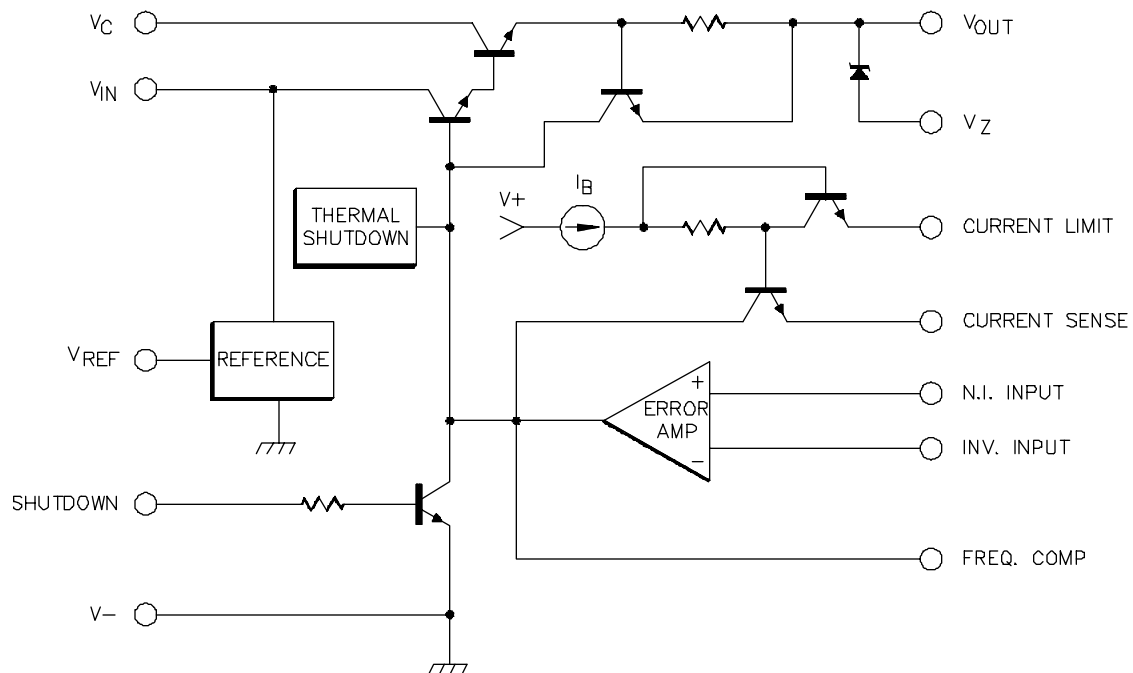 VC
VOUT
VIN
VZ
IB
V+
THERMAL
SHUTDOWN
CURRENT LIMIT
CURRENT SENSE
VREF
REFERENCE
+
N.I. INPUT
ERROR
AMP
INV. INPUT
−
SHUTDOWN
FREQ. COMP
V−